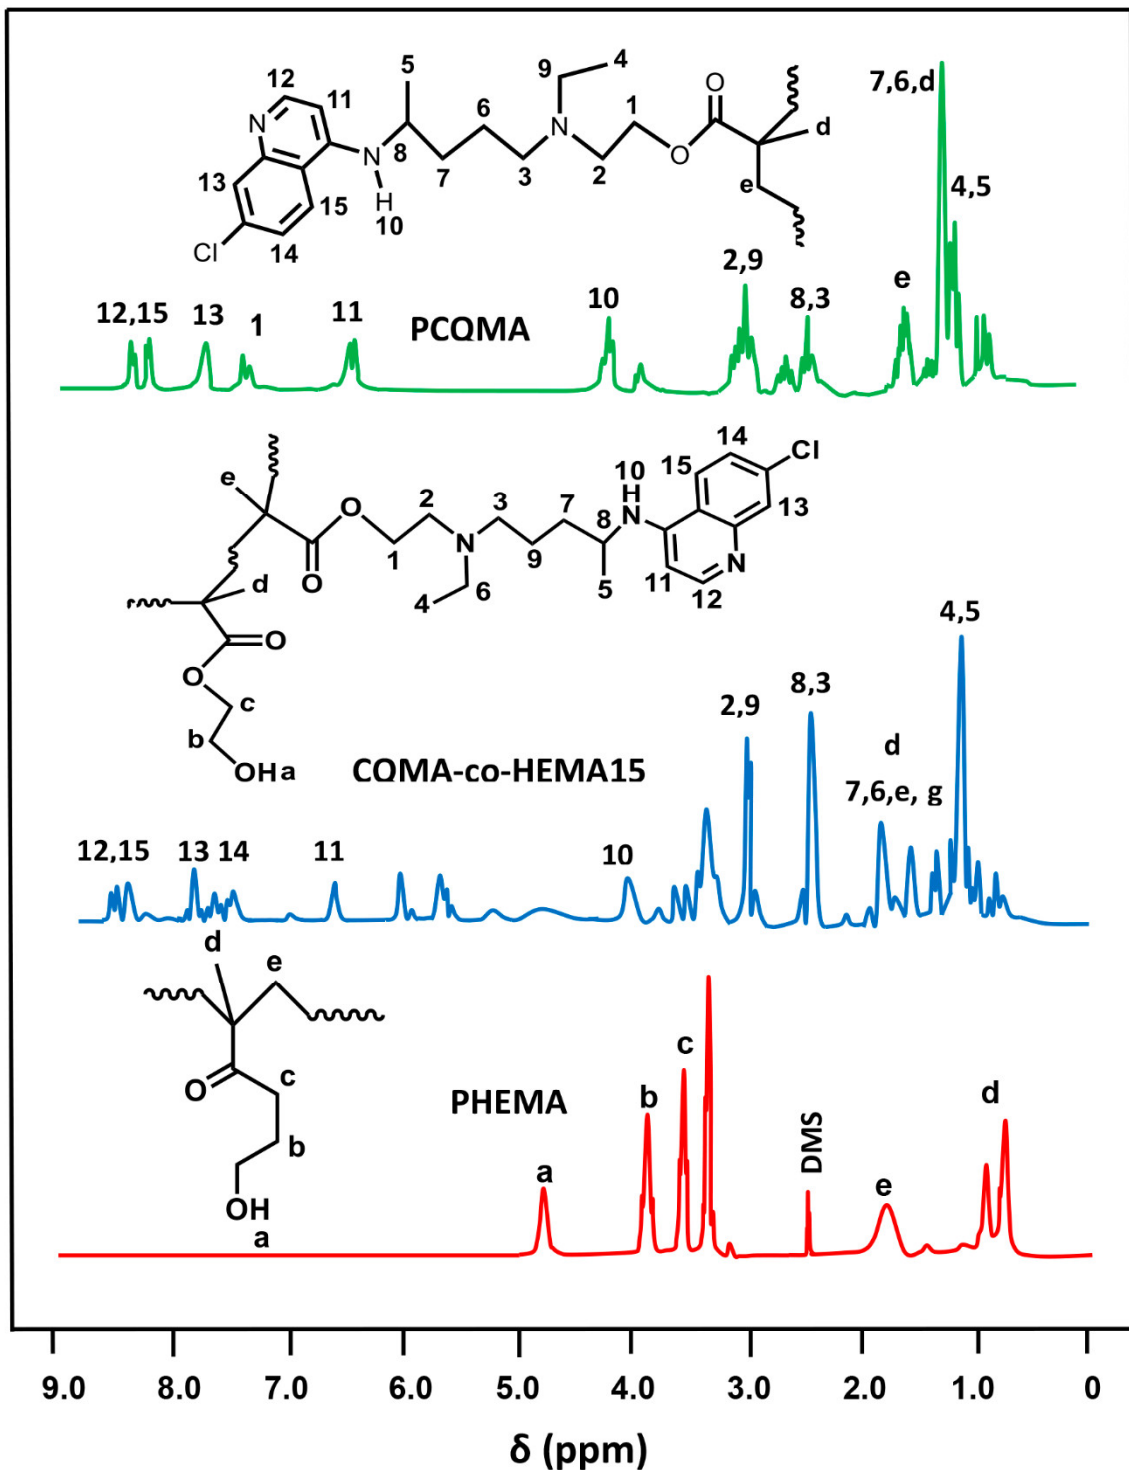 12
11
N
13
Cl
14
15
N
H
10
5
8
7
6
3
9
4
N
2
1
O
O
d
e
7,6,d
4,5
12,15
13
1
11
PCQMA
10
2,9
8,3
e
e
d
O
O
1
2
N
4
6
3
9
7
8
5
10
H
N
15
14
Cl
13
11
N
12
O
O
c
b
OHa
CQMA-co-HEMA15
12,15
13
14
11
10
2,9
8,3
d
7,6,e, g
4,5
d
e
O
c
b
OH
a
PHEMA
a
b
c
DMS
e
d
9.0 8.0 7.0 6.0 5.0 4.0 3.0 2.0 1.0 0
δ (ppm)